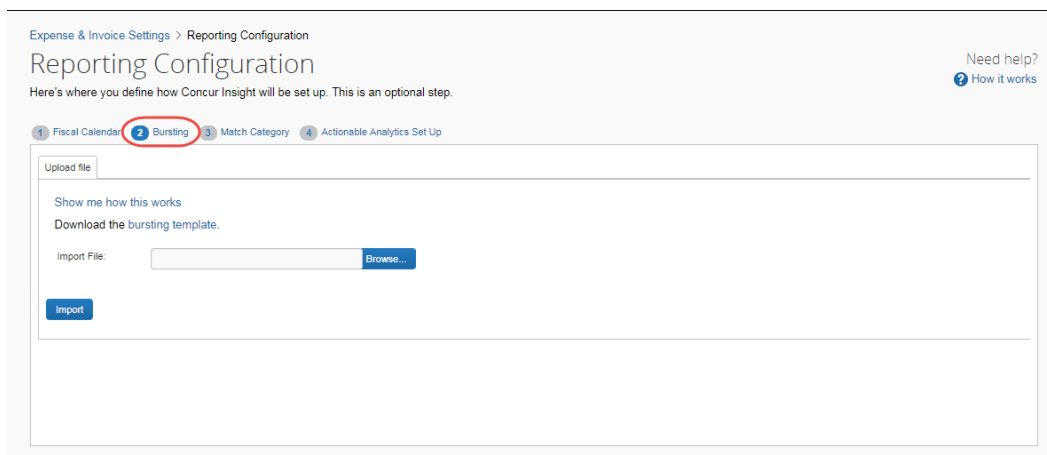 Expense & Invoice Settings > Reporting Configuration
Reporting Configuration
Need help?
? How it works
Here's where you define how Concur Insight will be set up. This is an optional step.
1 Fiscal Calendar 2 Bursting 3 Match Category 4 Actionable Analytics Set Up
Upload file
Show me how this works
Download the bursting template.
Import File: Browse...
Import